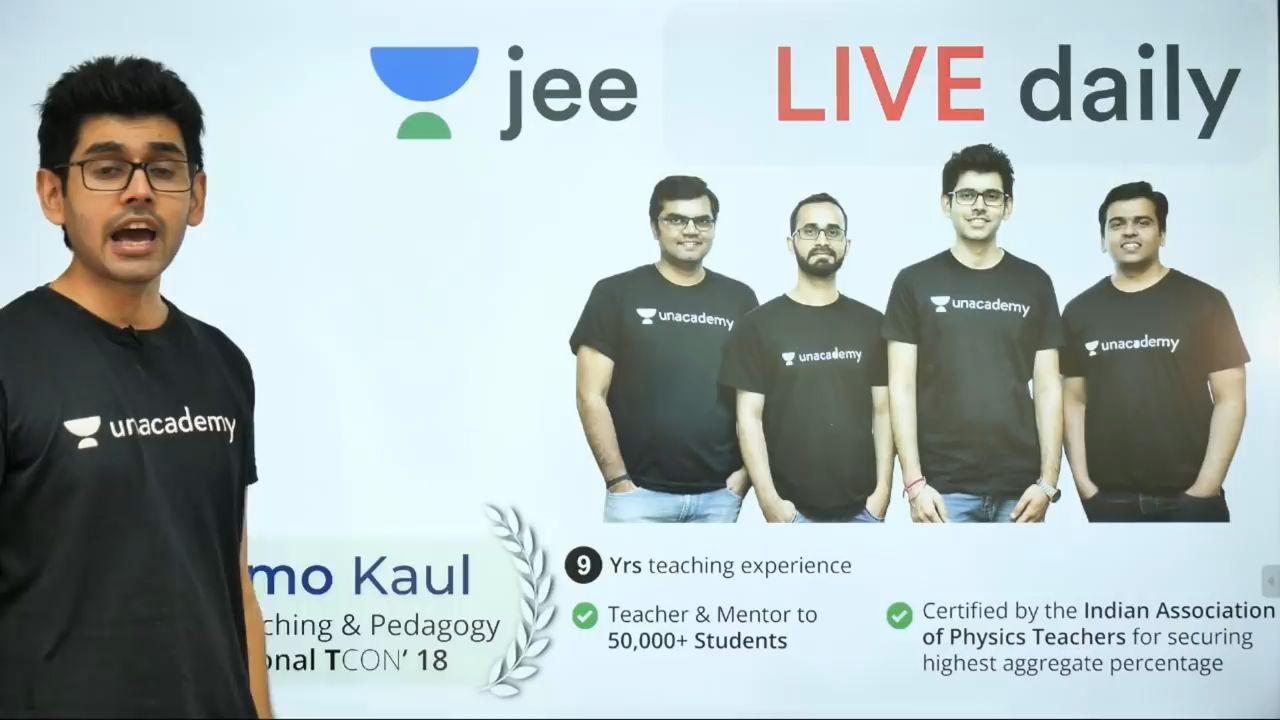 jee
LIVE daily
unacademy
unacademy
unacademy
unacademy
unacademy
mo Kaul
ching & Pedagogy
onal TCON' 18
9 Yrs teaching experience
Teacher & Mentor to
50,000+ Students
Certified by the Indian Association
of Physics Teachers for securing
highest aggregate percentage